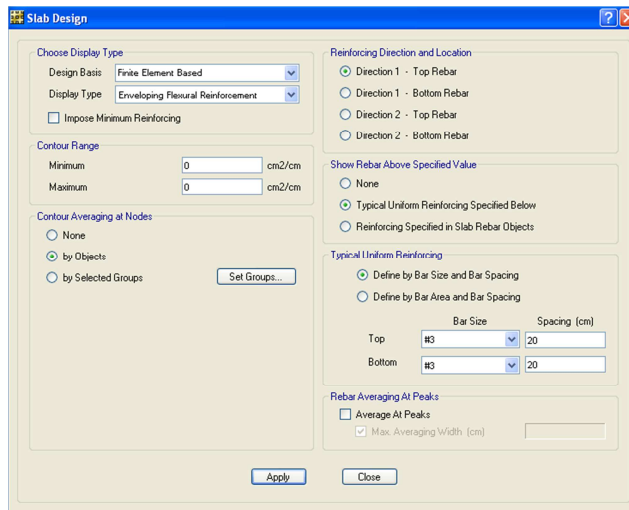 Slab Design
Choose Display Type
Design Basis Finite Element Based
Display Type Enveloping Flexural Reinforcement
Impose Minimum Reinforcing
Contour Range
Minimum 0 cm2/cm
Maximum 0 cm2/cm
Contour Averaging at Nodes
None
by Objects
by Selected Groups Set Groups...
Reinforcing Direction and Location
Direction 1 - Top Rebar
Direction 1 - Bottom Rebar
Direction 2 - Top Rebar
Direction 2 - Bottom Rebar
Show Rebar Above Specified Value
None
Typical Uniform Reinforcing Specified Below
Reinforcing Specified in Slab Rebar Objects
Typical Uniform Reinforcing
Define by Bar Size and Bar Spacing
Define by Bar Area and Bar Spacing
Bar Size Spacing (cm)
Top #3 20
Bottom #3 20
Rebar Averaging At Peaks
Average At Peaks
Max. Averaging Width (cm)
Apply Close